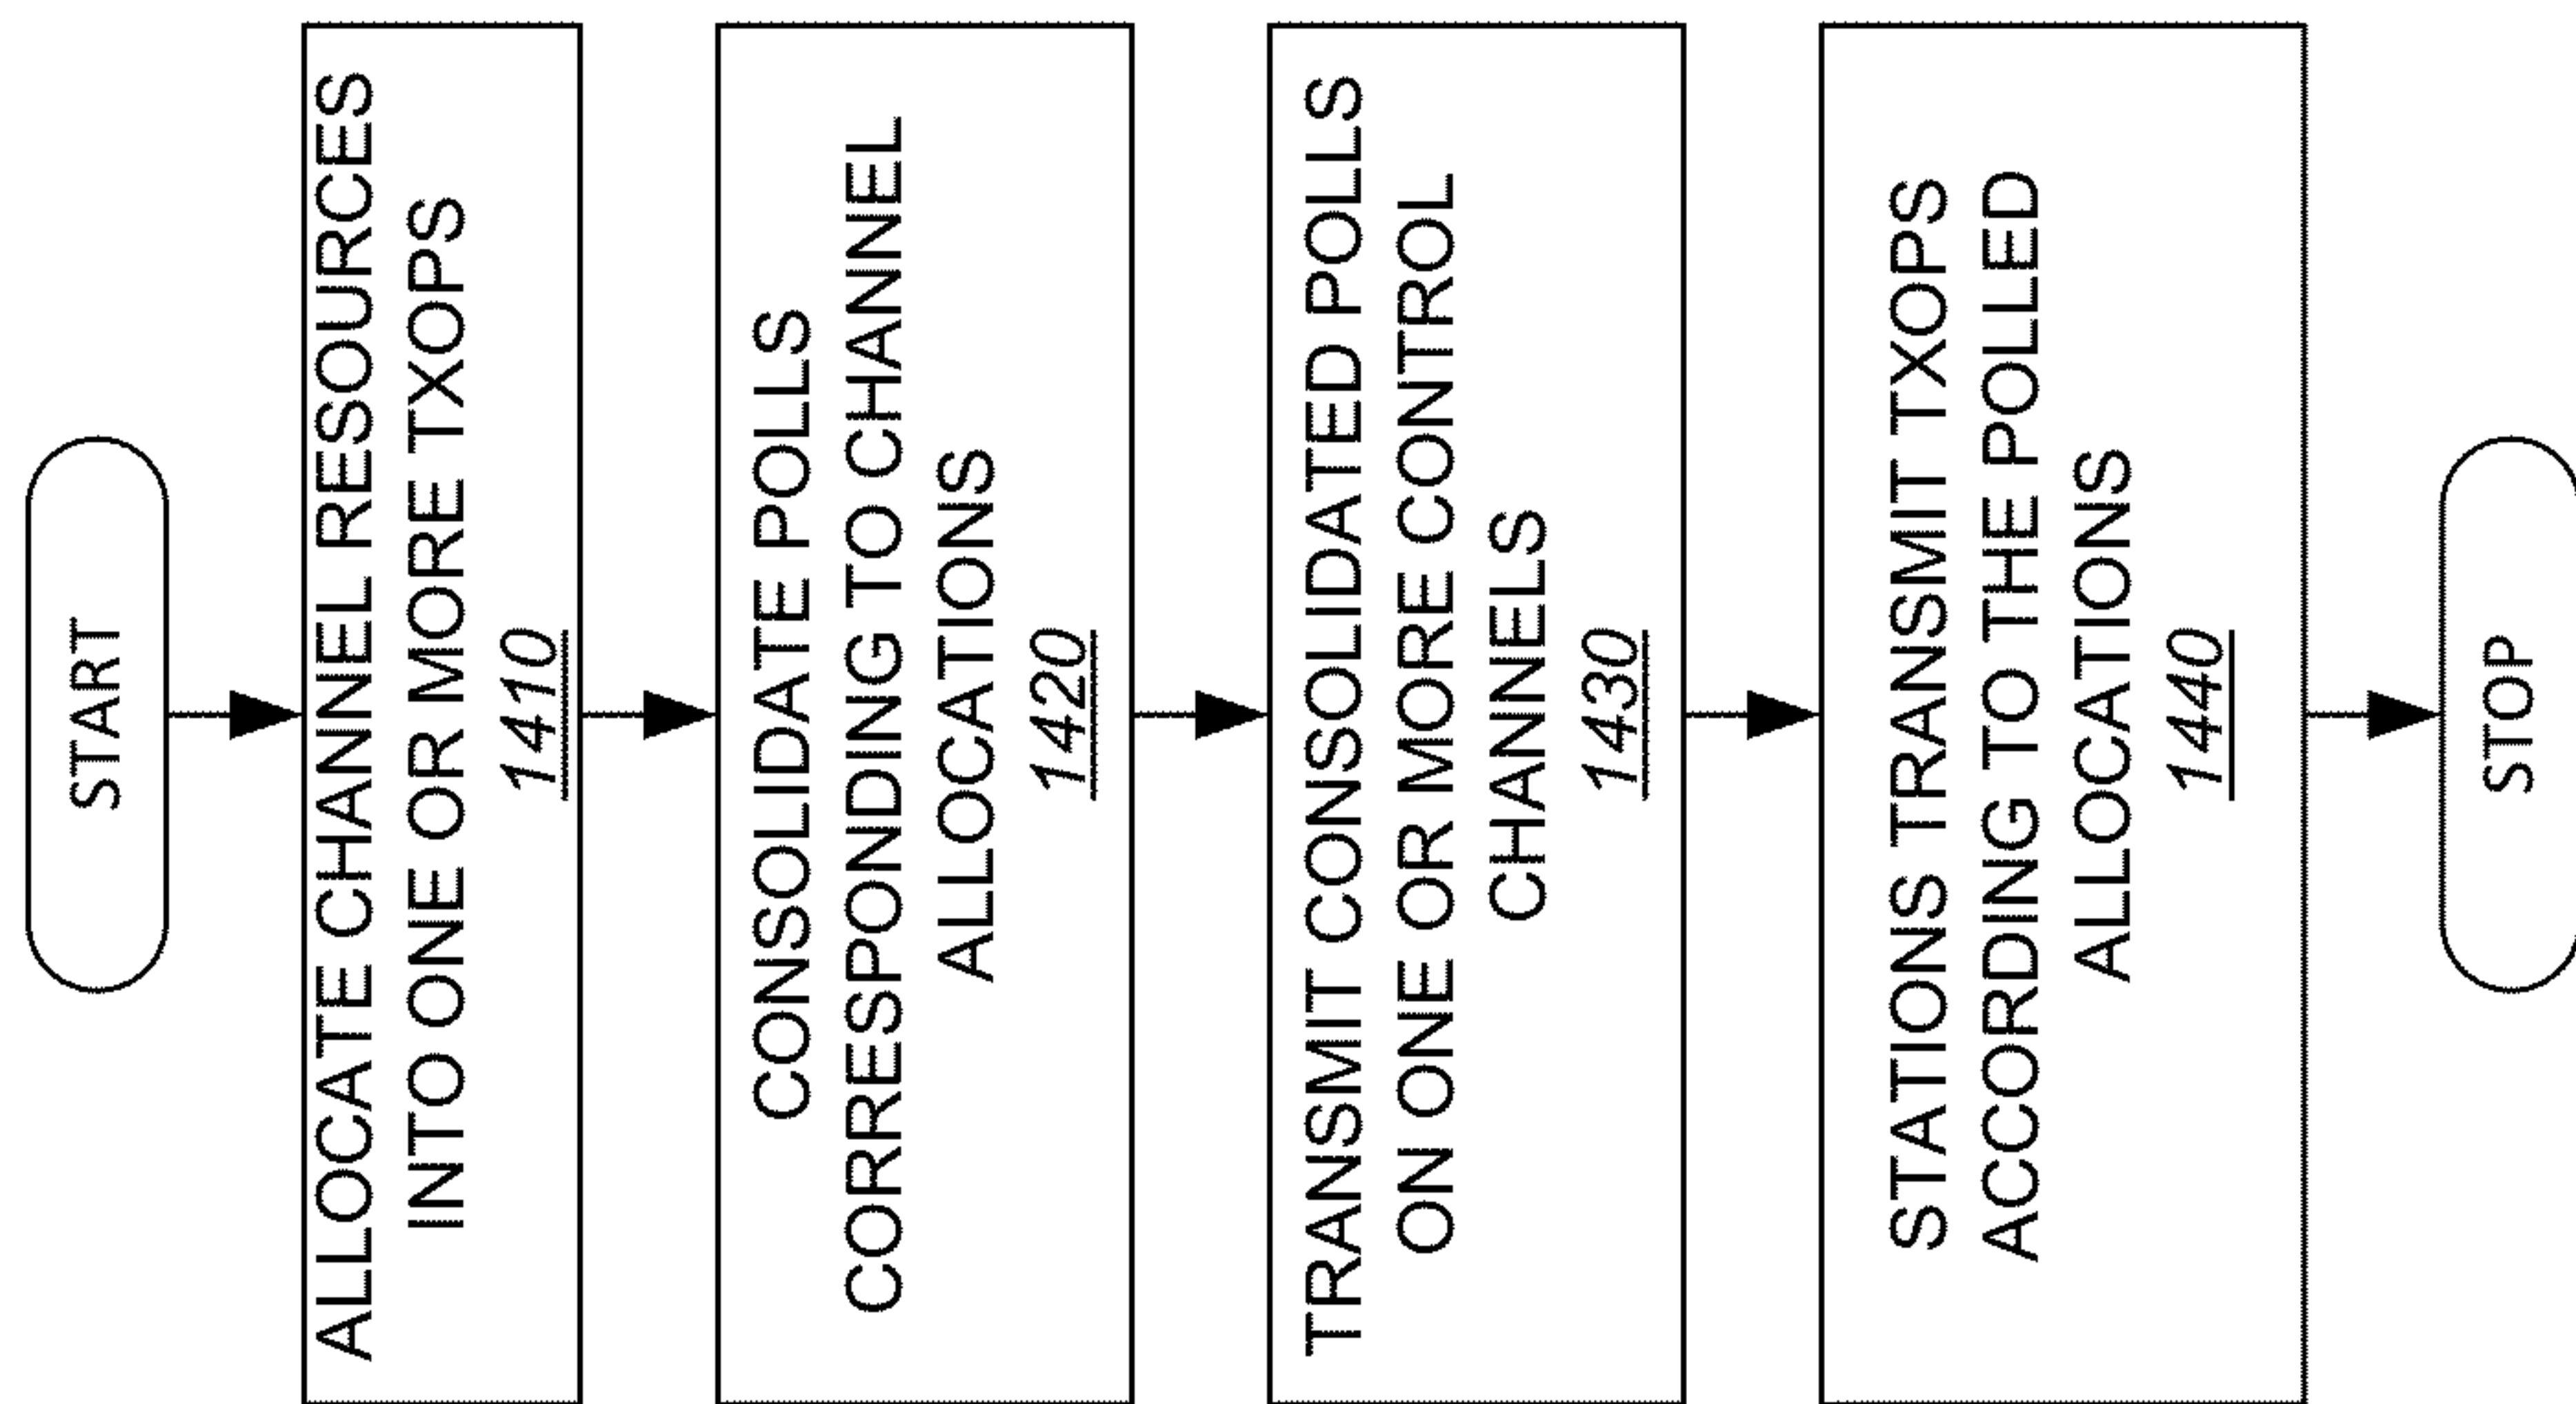 START
ALLOCATE CHANNEL RESOURCES
INTO ONE OR MORE TXOPS
1410
CONSOLIDATE POLLS
CORRESPONDING TO CHANNEL
ALLOCATIONS
1420
TRANSMIT CONSOLIDATED POLLS
ON ONE OR MORE CONTROL
CHANNELS
1430
STATIONS TRANSMIT TXOPS
ACCORDING TO THE POLLED
ALLOCATIONS
1440
STOP